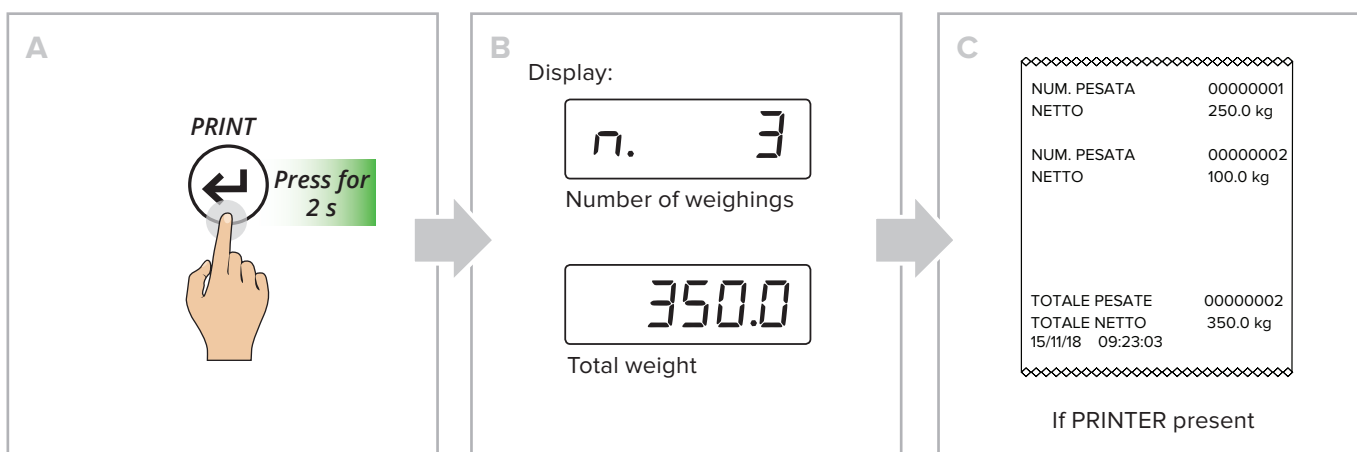 A
PRINT
Press for
2 s
B
Display:
n. 3
Number of weighings
350.0
Total weight
C
NUM. PESATA 00000001
NETTO 250.0 kg
NUM. PESATA 00000002
NETTO 100.0 kg
TOTALE PESATE 00000002
TOTALE NETTO 350.0 kg
15/11/18 09:23:03
If PRINTER present